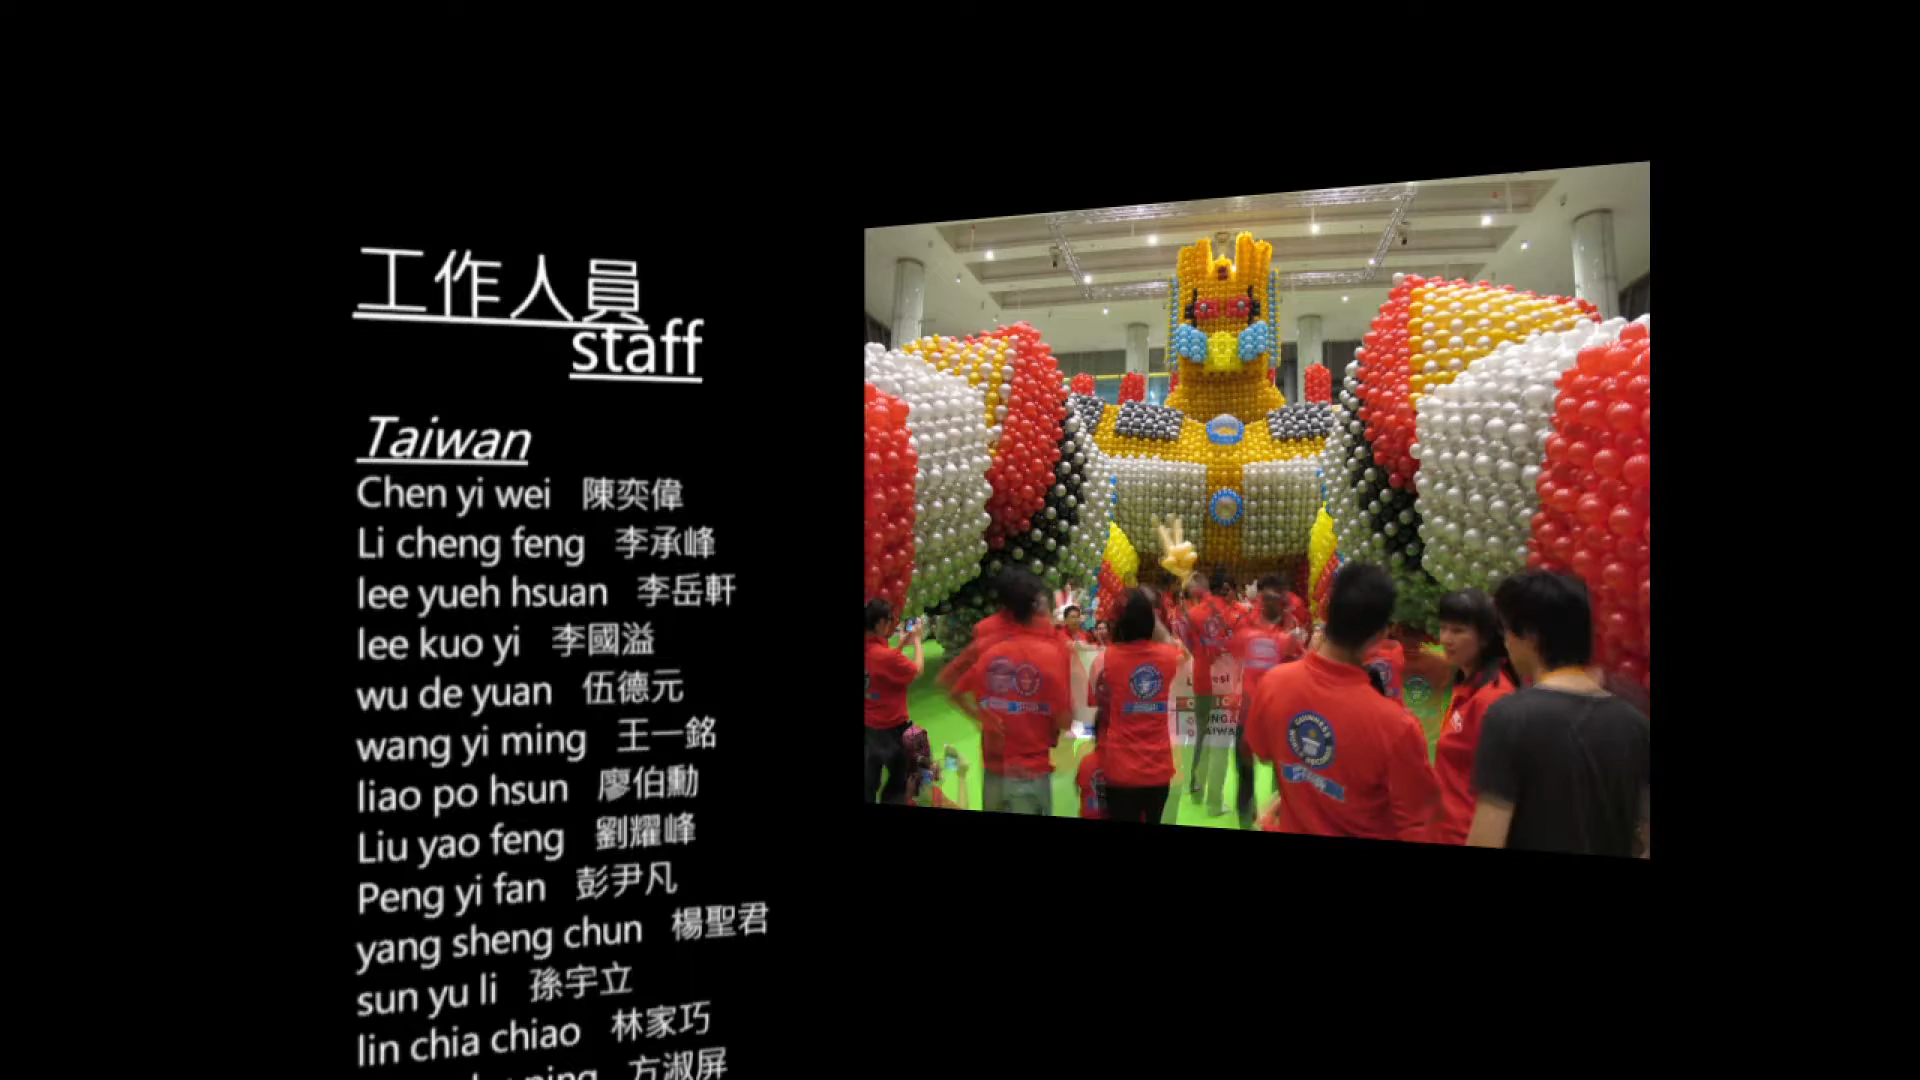 工作人員
staff
Taiwan
Chen yi wei 陳奕偉
Li cheng feng 李承峰
lee yueh hsuan 李岳軒
lee kuo yi 李國溢
wu de yuan 伍德元
wang yi ming 王一銘
liao po hsun 廖伯勳
Liu yao feng 劉耀峰
Peng yi fan 彭尹凡
yang sheng chun 楊聖君
sun yu li 孫宇立
lin chia chiao 林家巧
方淑屏